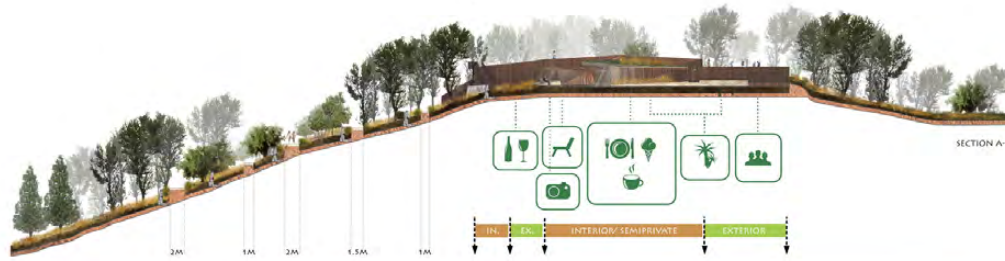 SECTION A-
IN.
EX.
INTERIOR/ SEMIPRIVATE
EXTERIOR
2M
1M
2M
1.5M
1M